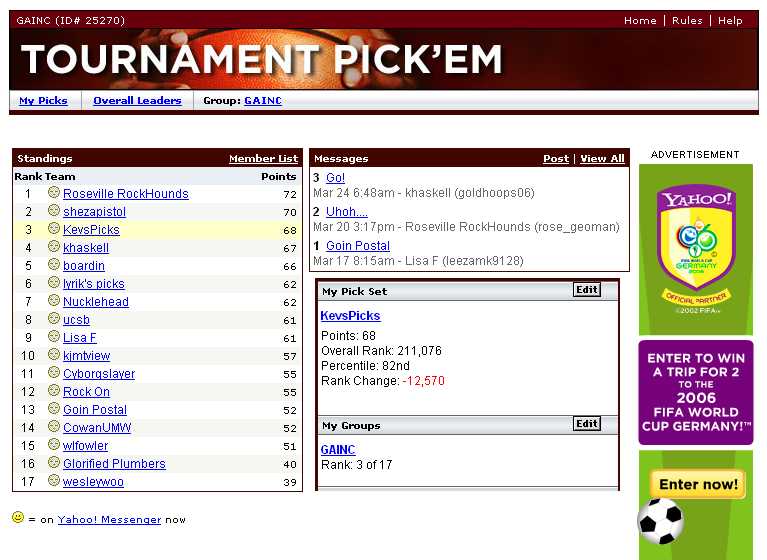 GAINC (ID# 25270)
Home | Rules | Help
TOURNAMENT PICK'EM
My Picks
Overall Leaders
Group: GAINC
Standings
Member List
Rank Team Points
1 Roseville RockHounds 72
2 shezapistol 70
3 KevsPicks 68
4 khaskell 67
5 boardin 66
6 lyrik's picks 62
7 Nucklehead 62
8 ucsb 61
9 Lisa F 61
10 kjmtview 57
11 Cyborgslayer 55
12 Rock On 55
13 Goin Postal 52
14 CowanUMW 52
15 wlfowler 51
16 Glorified Plumbers 40
17 wesleywoo 39
= on Yahoo! Messenger now
Messages
Post | View All
3 Go!
Mar 24 6:48am - khaskell (goldhoops06)
2 Uhoh....
Mar 20 3:17pm - Roseville RockHounds (rose_geoman)
1 Goin Postal
Mar 17 8:15am - Lisa F (leezamk9128)
My Pick Set
Edit
KevsPicks
Points: 68
Overall Rank: 211,076
Percentile: 82nd
Rank Change: -12,570
My Groups
Edit
GAINC
Rank: 3 of 17
ADVERTISEMENT
YAHOO!
FIFA WORLD CUP
GERMANY
2006
OFFICIAL PARTNER
©2002 FIFA™
ENTER TO WIN
A TRIP FOR 2
TO THE
2006
FIFA WORLD
CUP GERMANY!™
Enter now!